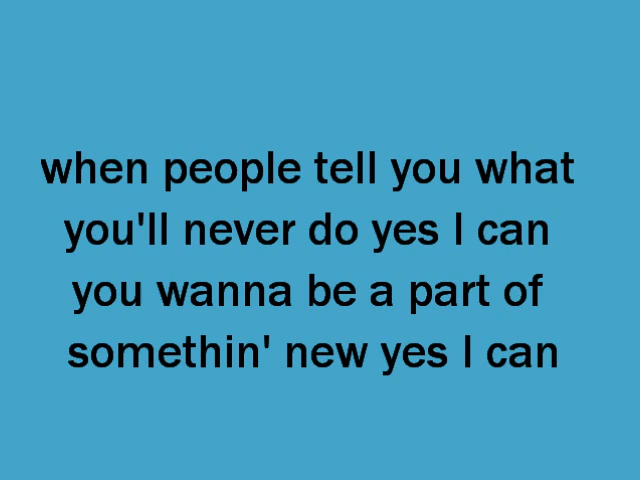 when people tell you what
you'll never do yes I can
you wanna be a part of
somethin' new yes I can